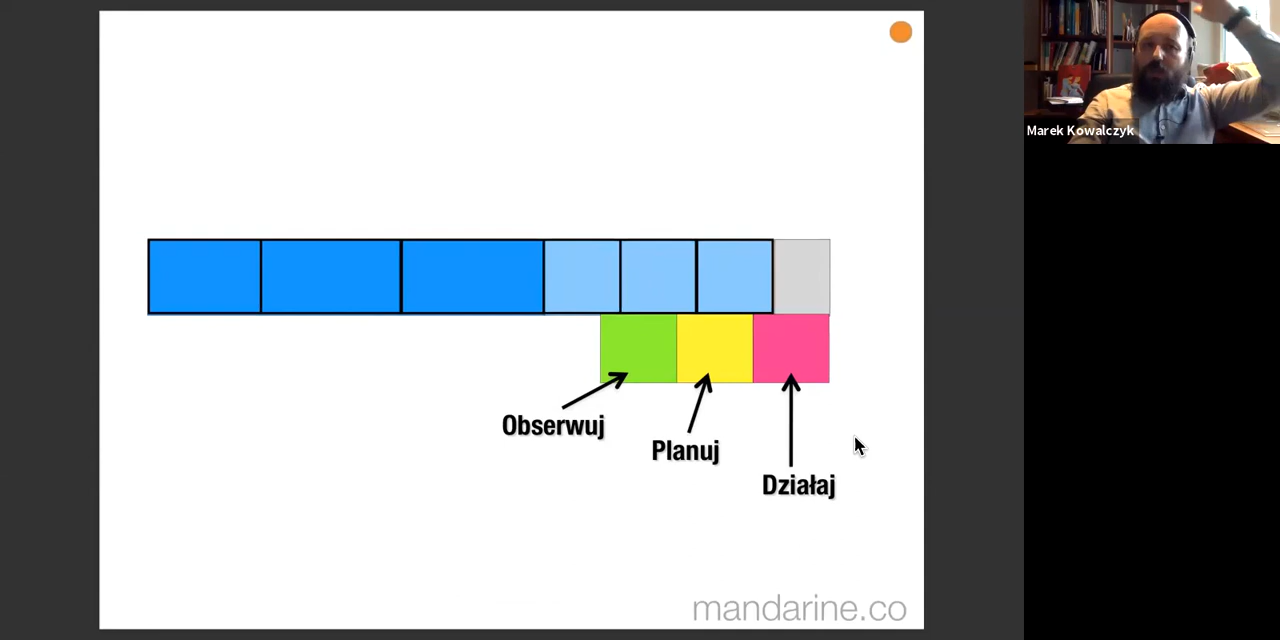 Marek Kowalczyk
Obserwuj
Planuj
Działaj
mandarine.co